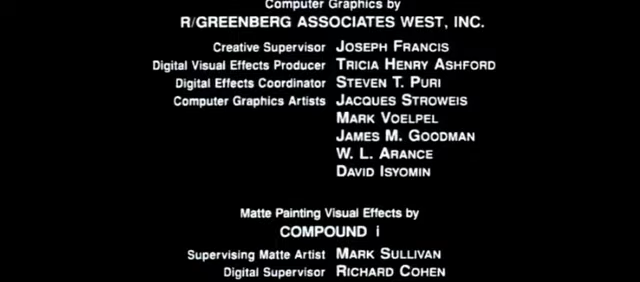 Computer Graphics by
R/GREENBERG ASSOCIATES WEST, INC.
Creative Supervisor JOSEPH FRANCIS
Digital Visual Effects Producer TRICIA HENRY ASHFORD
Digital Effects Coordinator STEVEN T. PURI
Computer Graphics Artists JACQUES STROWEIS
MARK VOELPEL
JAMES M. GOODMAN
W. L. ARANCE
DAVID ISYOMIN
Matte Painting Visual Effects by
COMPOUND i
Supervising Matte Artist MARK SULLIVAN
Digital Supervisor RICHARD COHEN